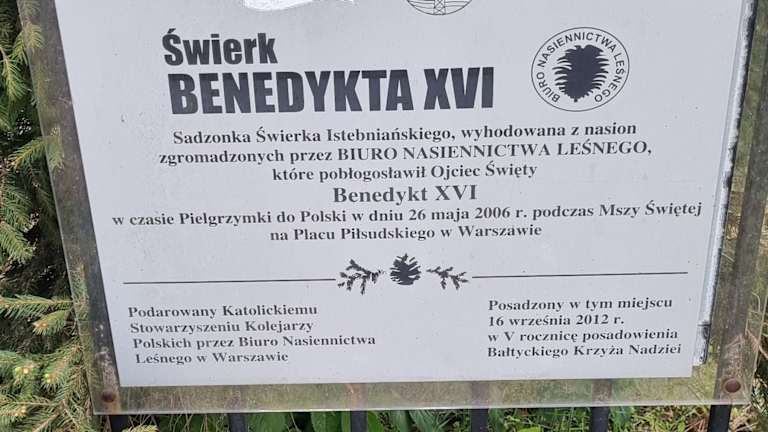 Świerk
BENEDYKTA XVI
BIURO NASIENNICTWA LEŚNEGO
Sadzonka Świerka Istebniańskiego, wyhodowana z nasion
zgromadzonych przez BIURO NASIENNICTWA LEŚNEGO,
które pobłogosławił Ojciec Święty
Benedykt XVI
w czasie Pielgrzymki do Polski w dniu 26 maja 2006 r. podczas Mszy Świętej
na Placu Piłsudskiego w Warszawie
Podarowany Katolickiemu
Stowarzyszeniu Kolejarzy
Polskich przez Biuro Nasiennictwa
Leśnego w Warszawie
Posadzony w tym miejscu
16 września 2012 r.
w V rocznicę posadowienia
Bałtyckiego Krzyża Nadziei